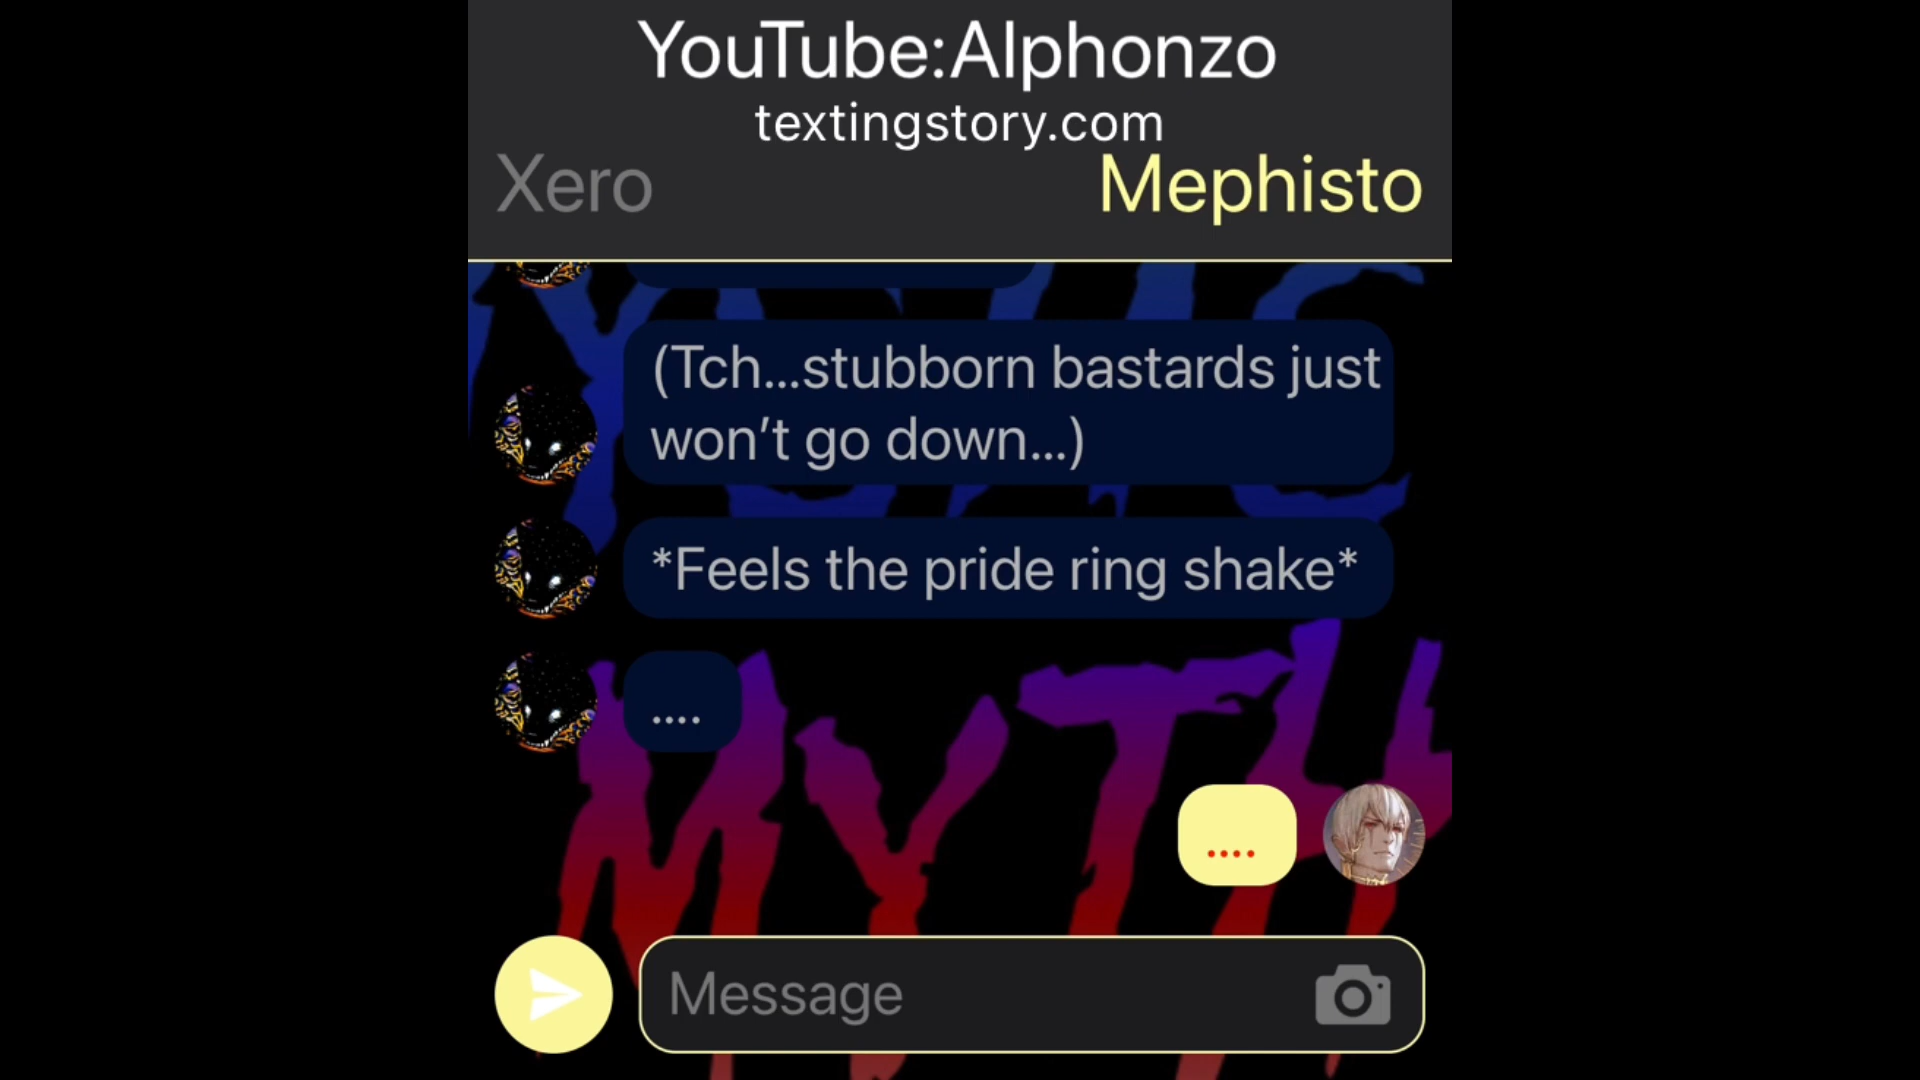 YouTube:Alphonzo
textingstory.com
Xero
Mephisto
(Tch...stubborn bastards just
won’t go down...)
*Feels the pride ring shake*
....
....
MYTH
Message